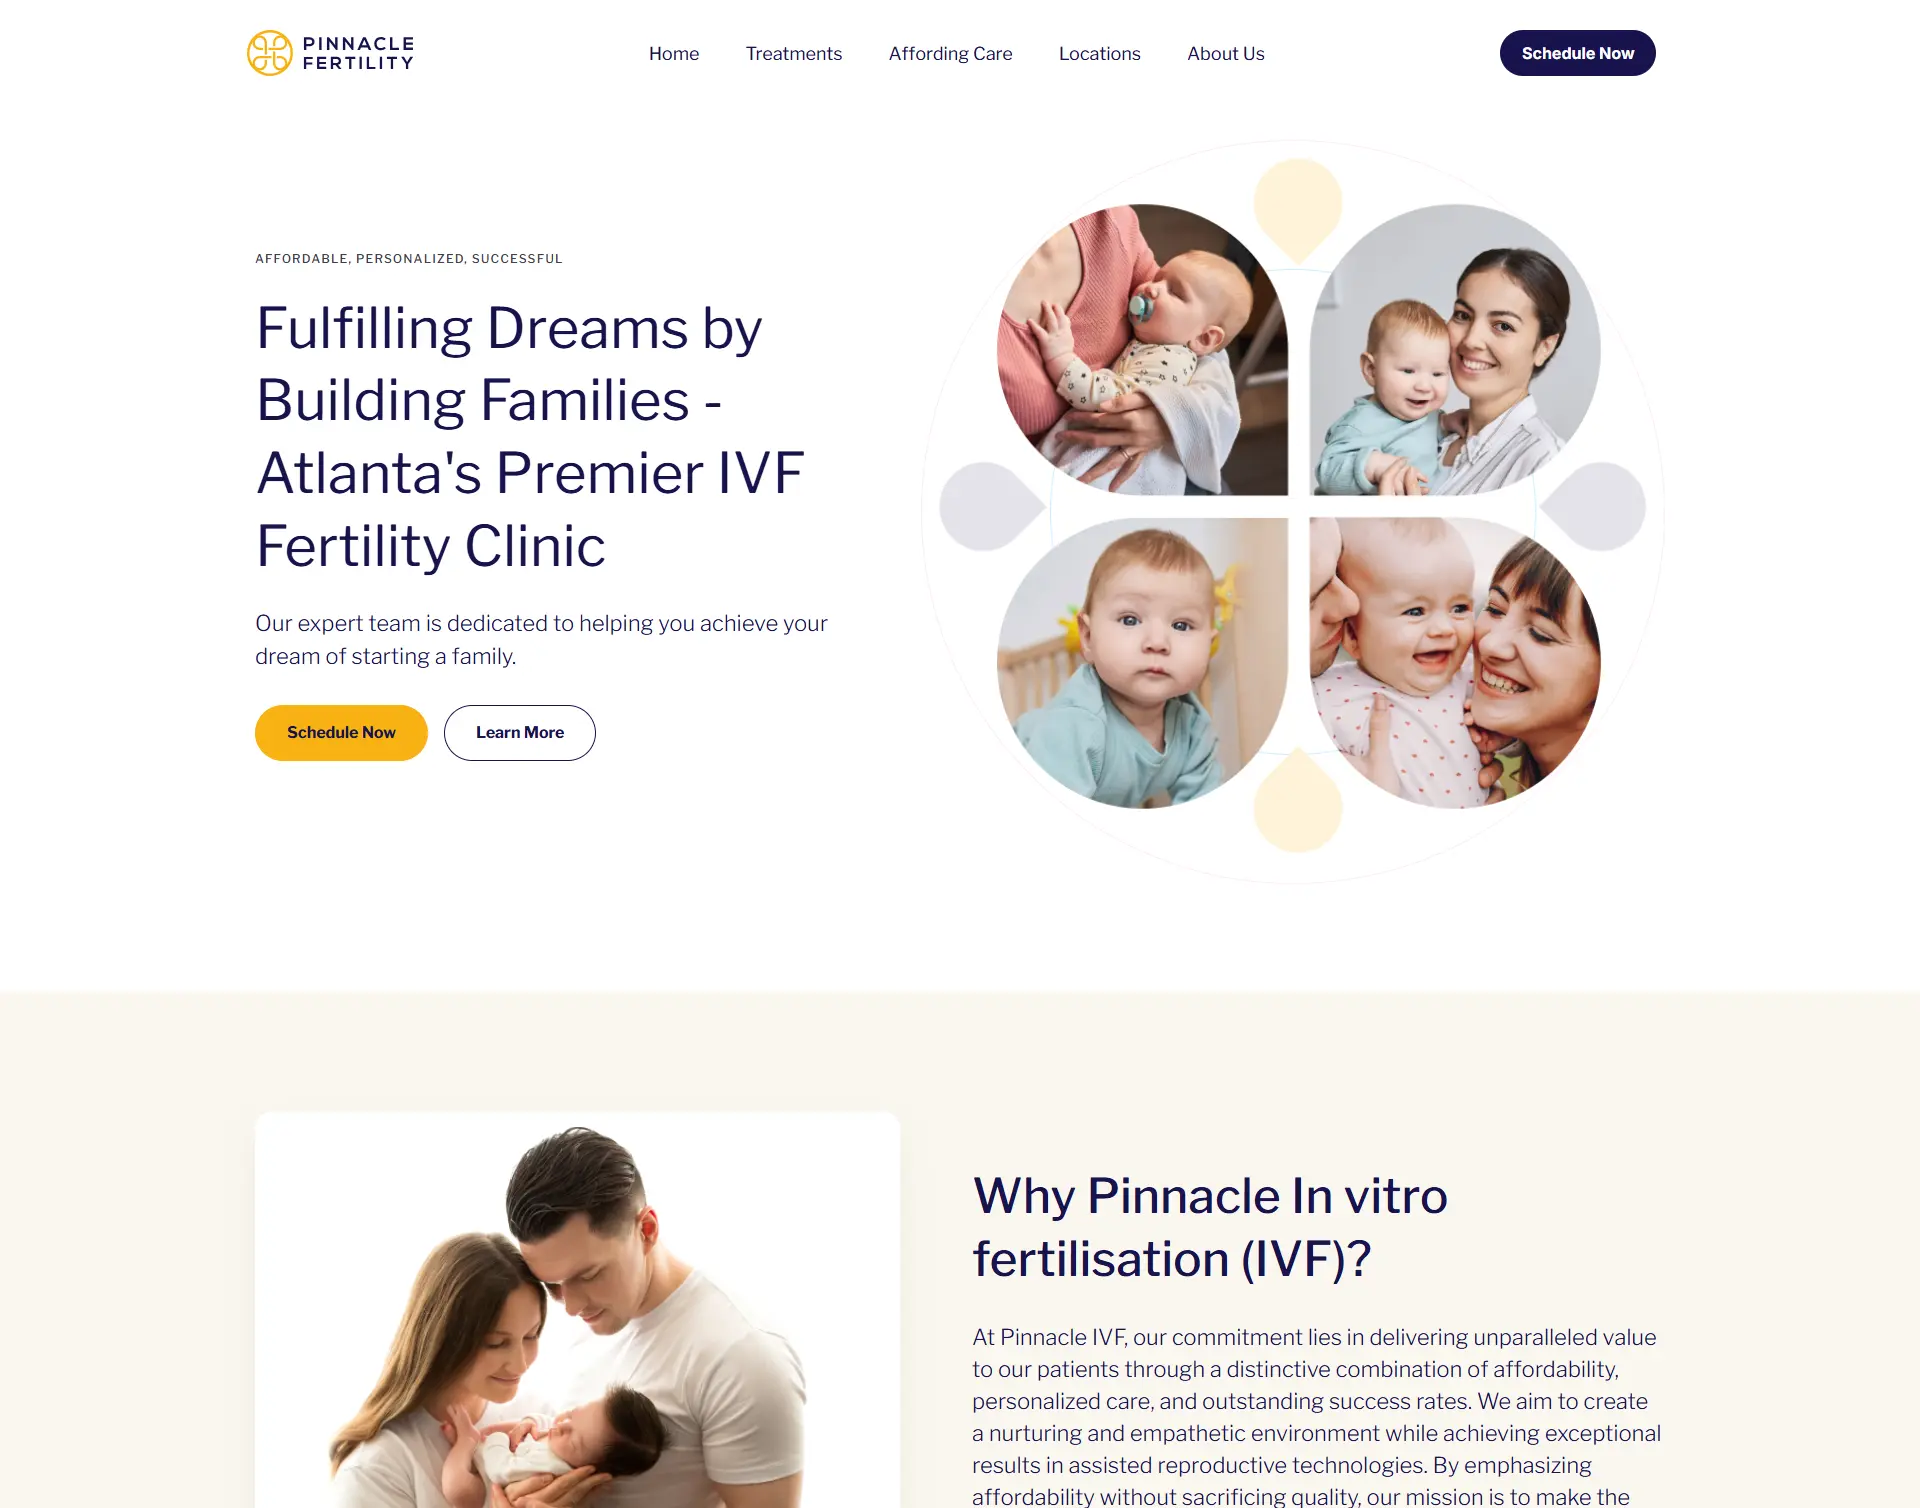 PINNACLE
FERTILITY
Home
Treatments
Affording Care
Locations
About Us
Schedule Now
AFFORDABLE, PERSONALIZED, SUCCESSFUL
Fulfilling Dreams by
Building Families -
Atlanta's Premier IVF
Fertility Clinic
Our expert team is dedicated to helping you achieve your
dream of starting a family.
Schedule Now
Learn More
Why Pinnacle In vitro
fertilisation (IVF)?
At Pinnacle IVF, our commitment lies in delivering unparalleled value
to our patients through a distinctive combination of affordability,
personalized care, and outstanding success rates. We aim to create
a nurturing and empathetic environment while achieving exceptional
results in assisted reproductive technologies. By emphasizing
affordability without sacrificing quality, our mission is to make the